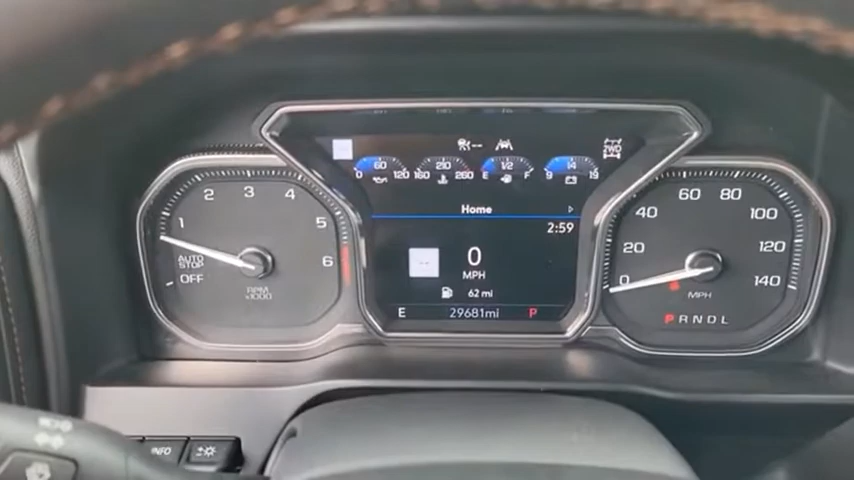 60 210 1/2 14 2WD
0 120 160 260 E F 9 19
Home
2:59
0
MPH
62 mi
E 29681mi P
1 2 3 4 5 6
AUTO
STOP
OFF
RPM
x1000
0 20 40 60 80 100 120 140
MPH
PRNDL
INFO